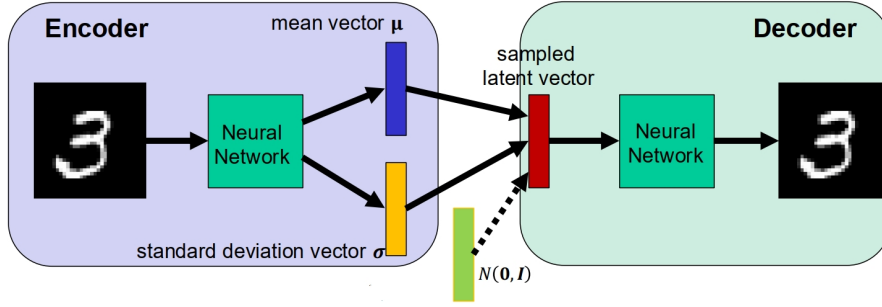 Encoder
mean vector μ
Decoder
sampled
latent vector
Neural
Network
Neural
Network
standard deviation vector σ
N(0, I)